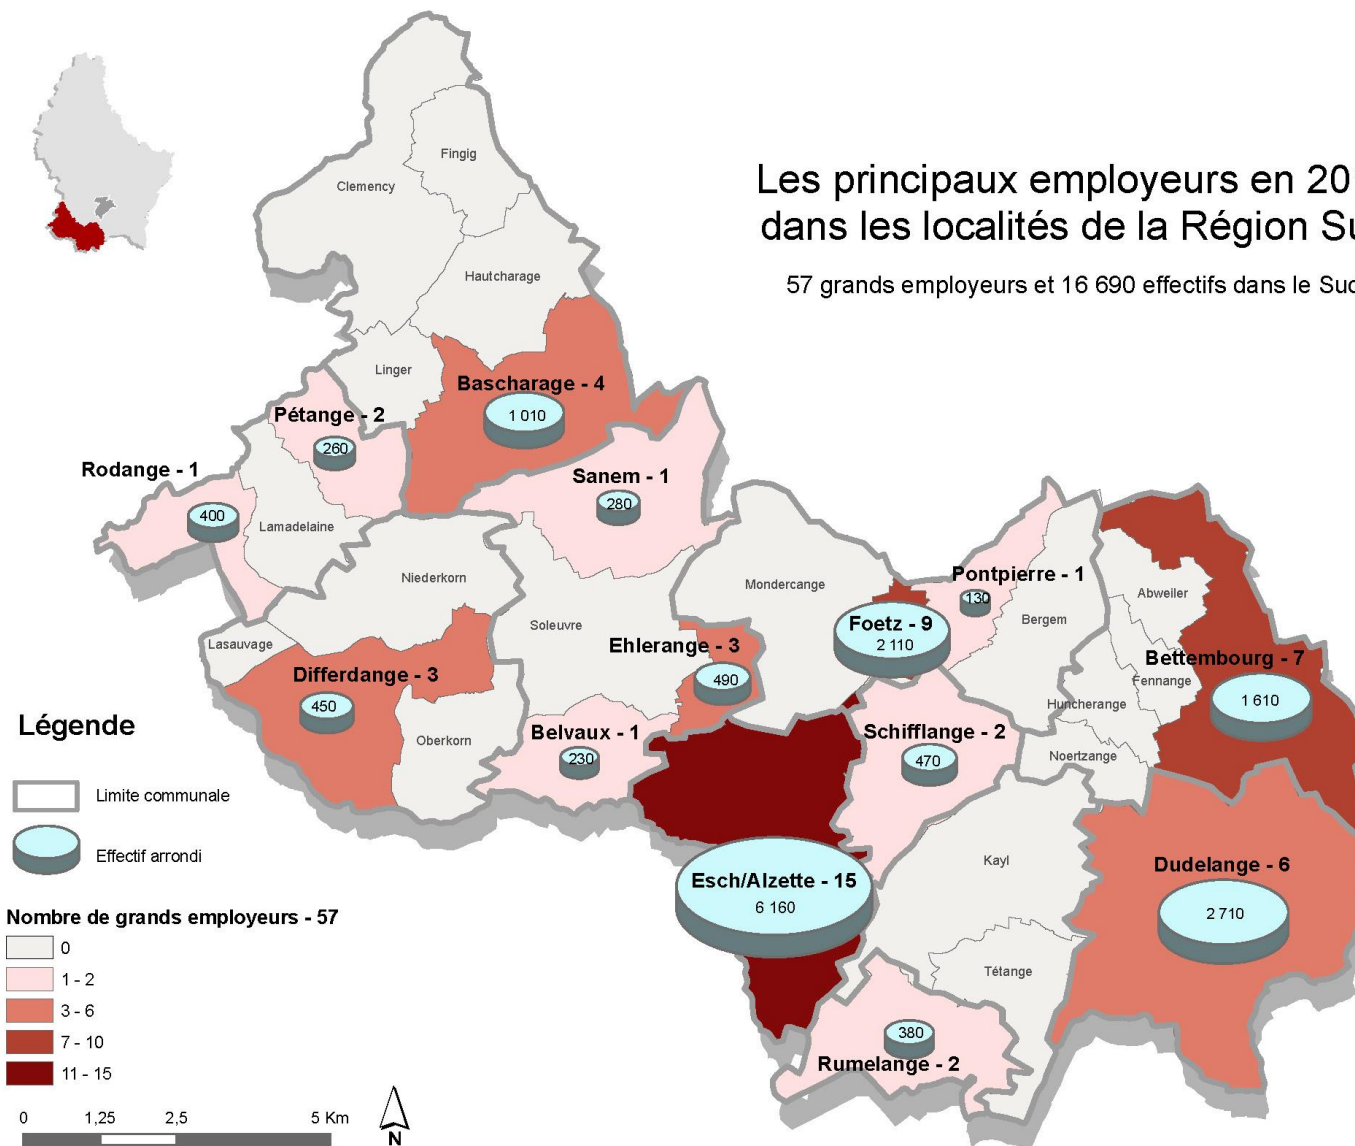 Les principaux employeurs en 20
dans les localités de la Région Su
57 grands employeurs et 16 690 effectifs dans le Sud
Fingig
Clemency
Hautcharage
Linger
Bascharage - 4
1 010
Pétange - 2
260
Rodange - 1
400
Lamadelaine
Sanem - 1
280
Niederkorn
Mondercange
Pontpierre - 1
130
Abweiler
Foetz - 9
2 110
Bergem
Soleuvre
Lasauvage
Ehlerange - 3
490
Bettembourg - 7
Fennange
1 610
Differdange - 3
450
Huncherange
Oberkorn
Belvaux - 1
230
Schifflange - 2
470
Noertzange
Kayl
Dudelange - 6
2 710
Esch/Alzette - 15
6 160
Tétange
380
Rumelange - 2
Légende
Limite communale
Effectif arrondi
Nombre de grands employeurs - 57
0
1 - 2
3 - 6
7 - 10
11 - 15
0 1,25 2,5 5 Km
N